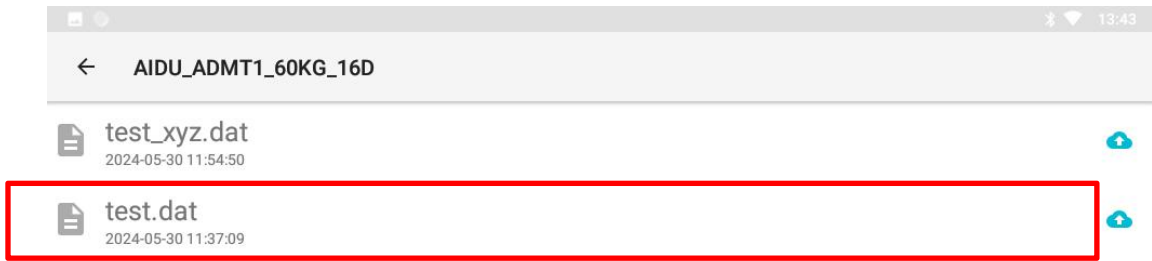 13:43
AIDU_ADMT1_60KG_16D
test_xyz.dat
2024-05-30 11:54:50
test.dat
2024-05-30 11:37:09